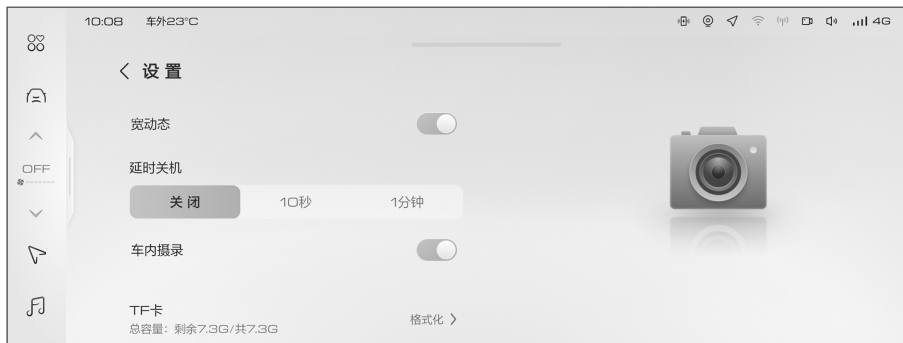 10:08 车外23°C
4G
设置
宽动态
延时关机
OFF
关闭 10秒 1分钟
车内摄录
TF卡
总容量：剩余7.3G/共7.3G
格式化